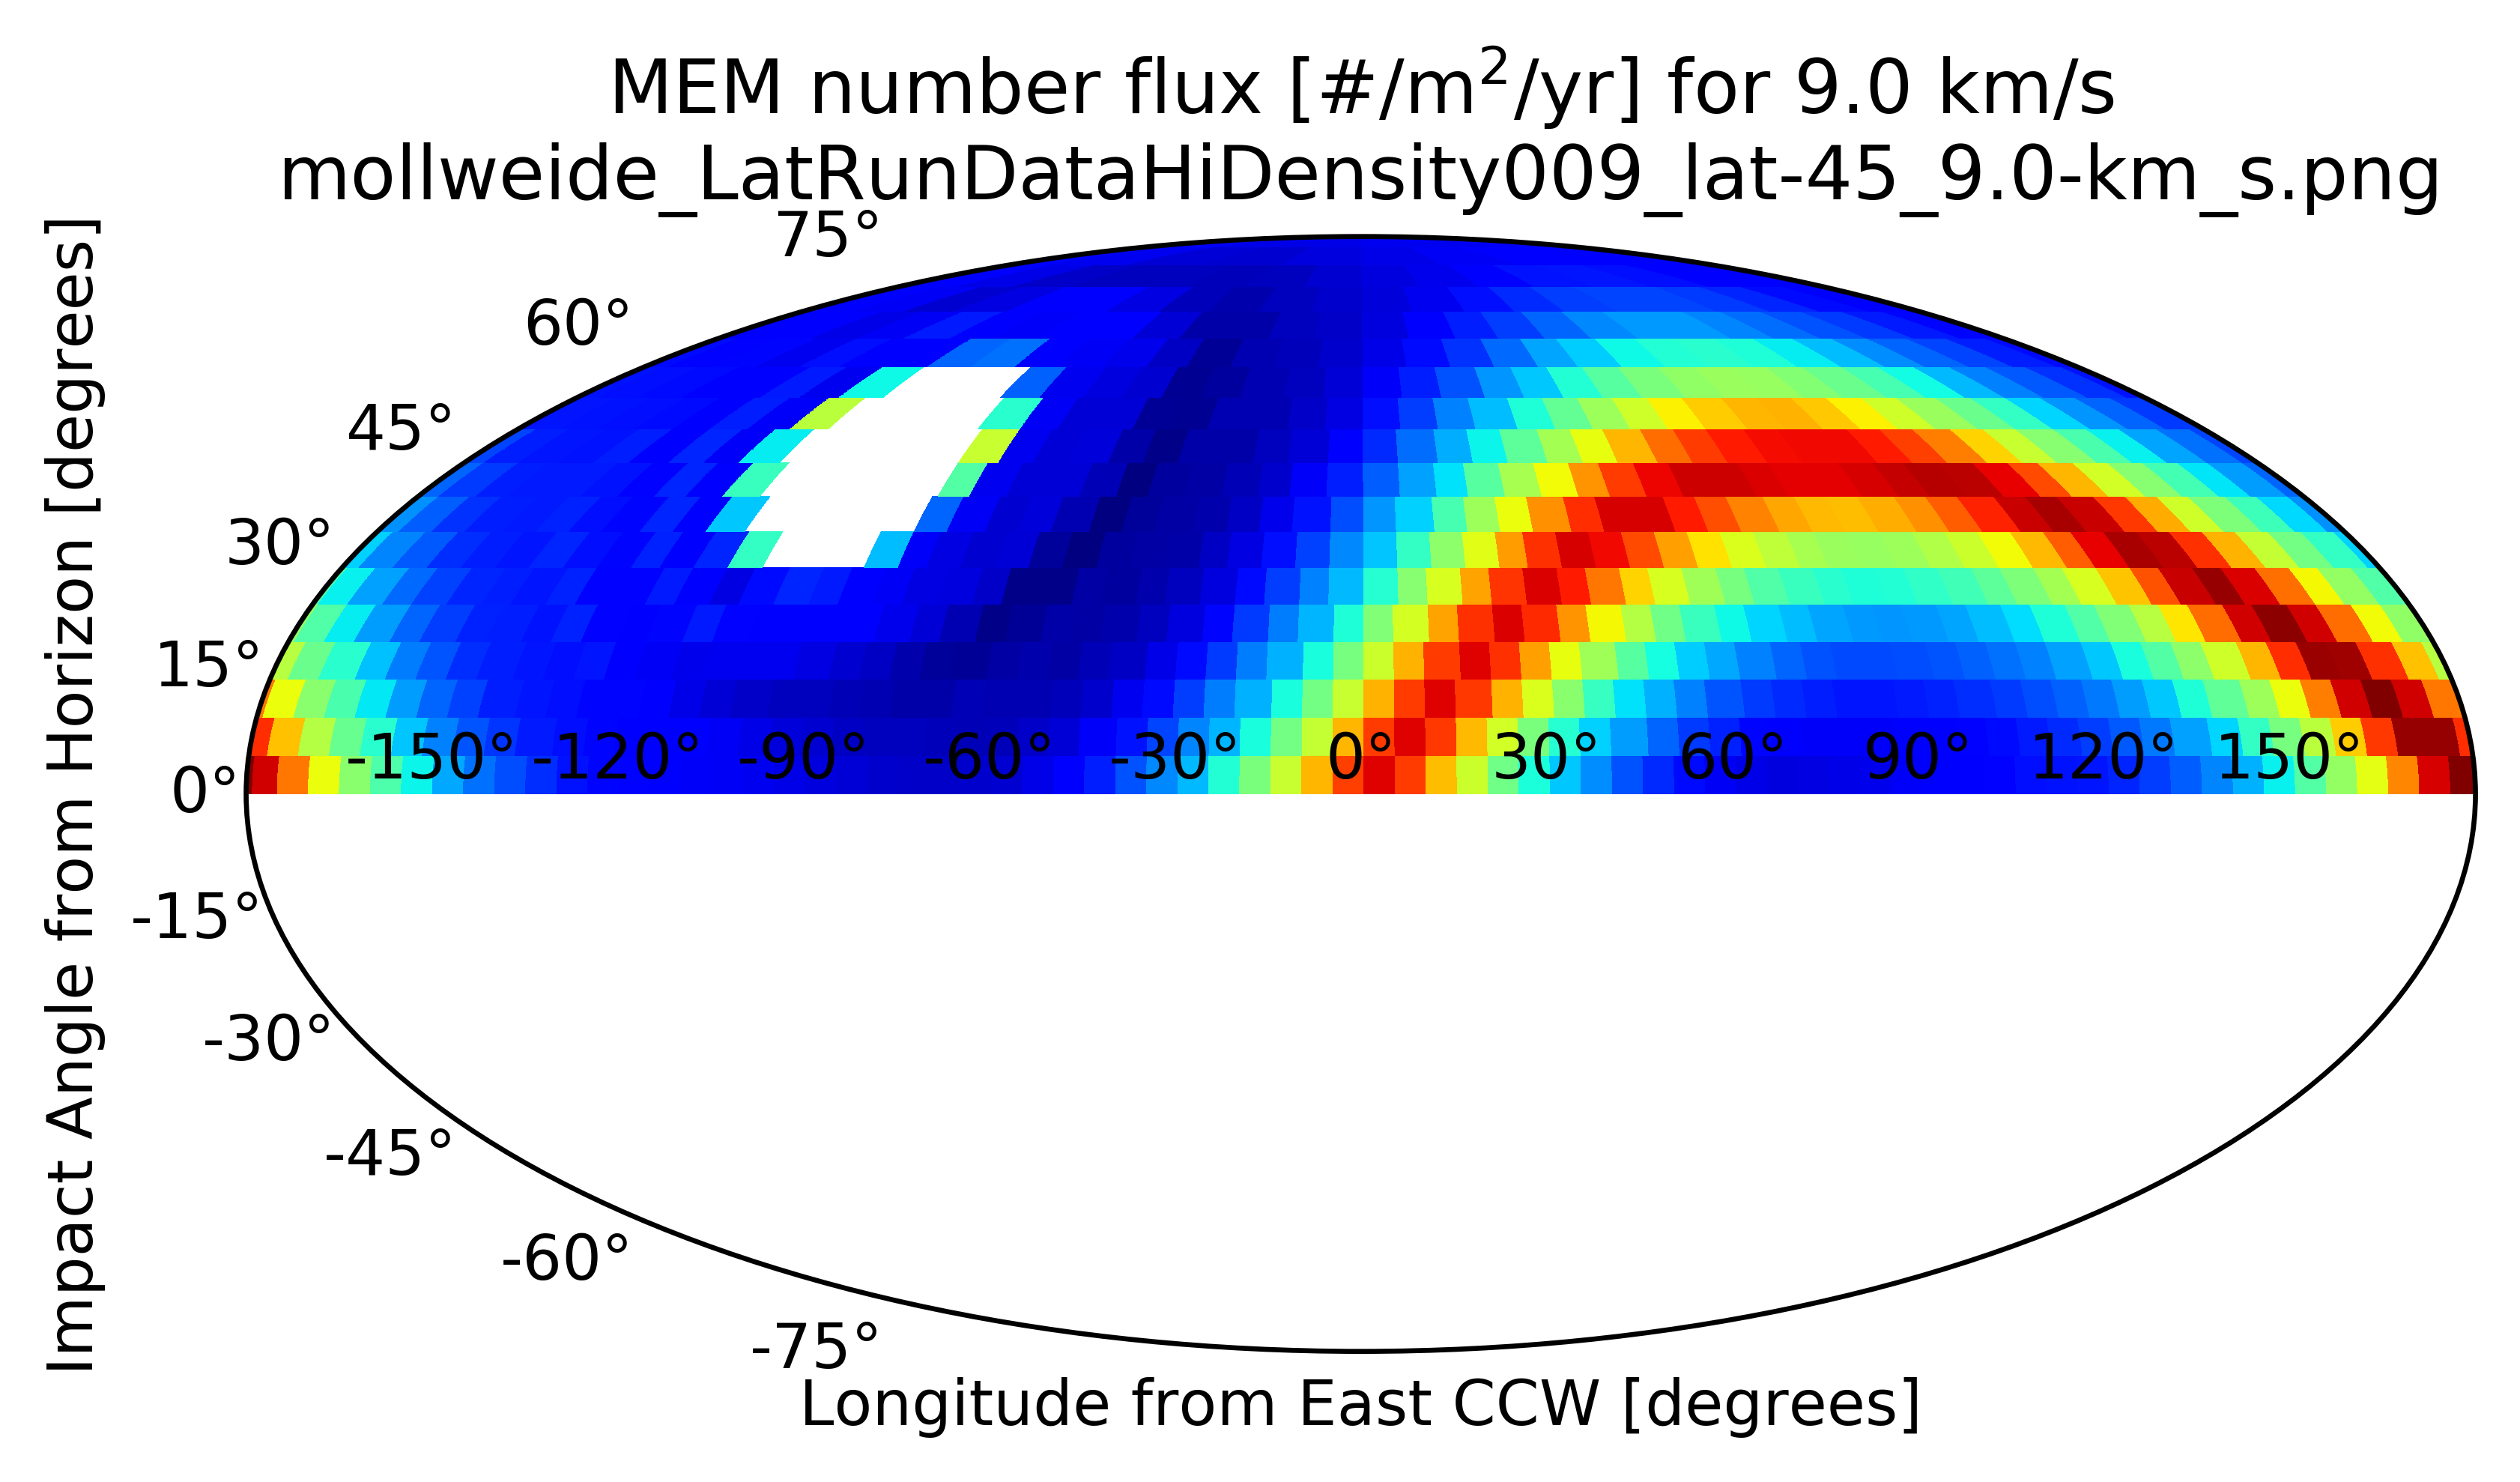 MEM number flux [#/m²/yr] for 9.0 km/s
mollweide_LatRunDataHiDensity009_lat-45_9.0-km_s.png
75°
60°
45°
30°
15°
0°
-15°
-30°
-45°
-60°
-75°
-150° -120° -90° -60° -30° 0° 30° 60° 90° 120° 150°
Impact Angle from Horizon [degrees]
Longitude from East CCW [degrees]